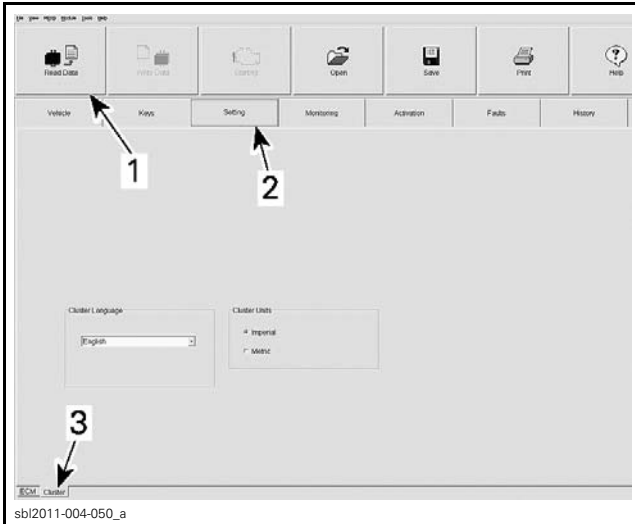 Read Data
Write Data
Open
Save
Print
Help
Vehicle
Keys
Setting
Monitoring
Activation
Faults
History
1
2
Cluster Language
Cluster Units
English
Imperial
Metric
3
ECM
Cluster
sbl2011-004-050_a